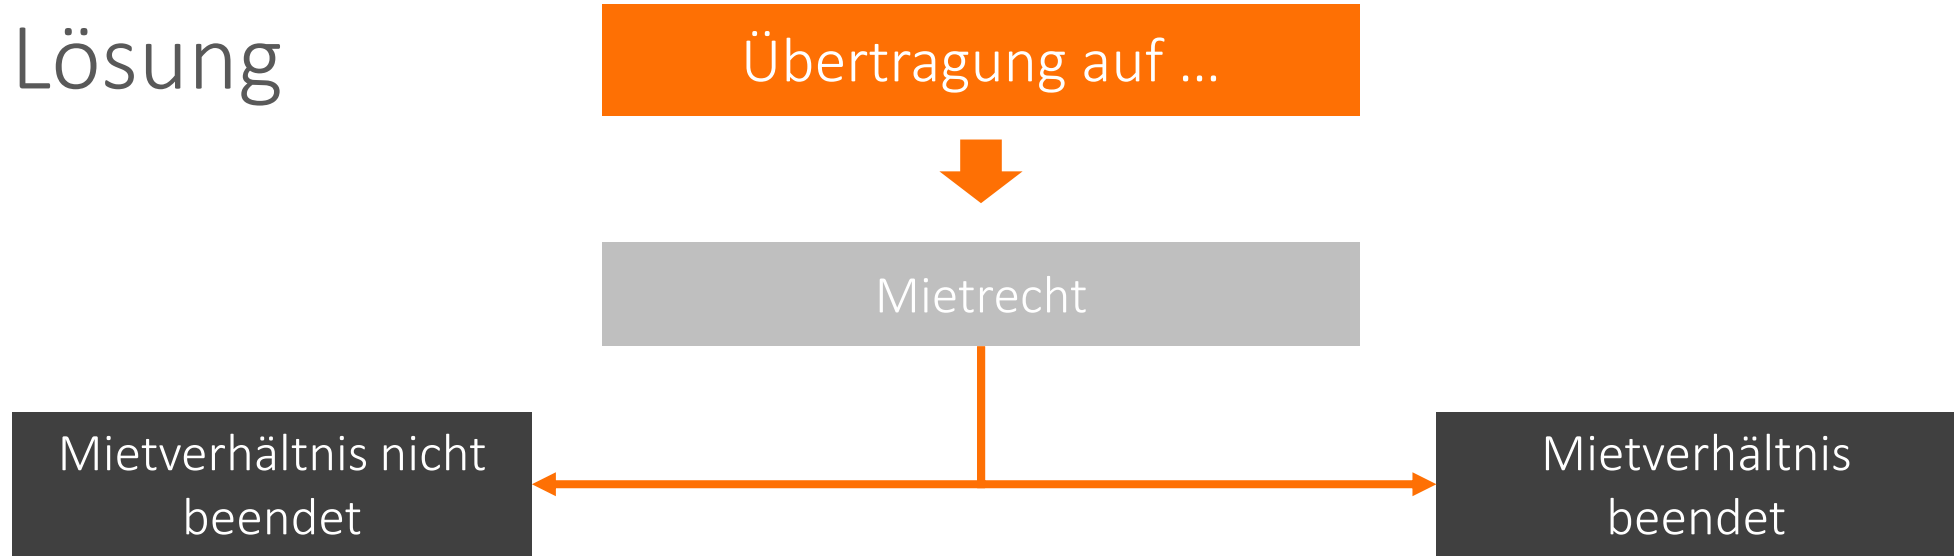 Lösung
Übertragung auf ...
Mietrecht
Mietverhältnis nicht
beendet
Mietverhältnis
beendet